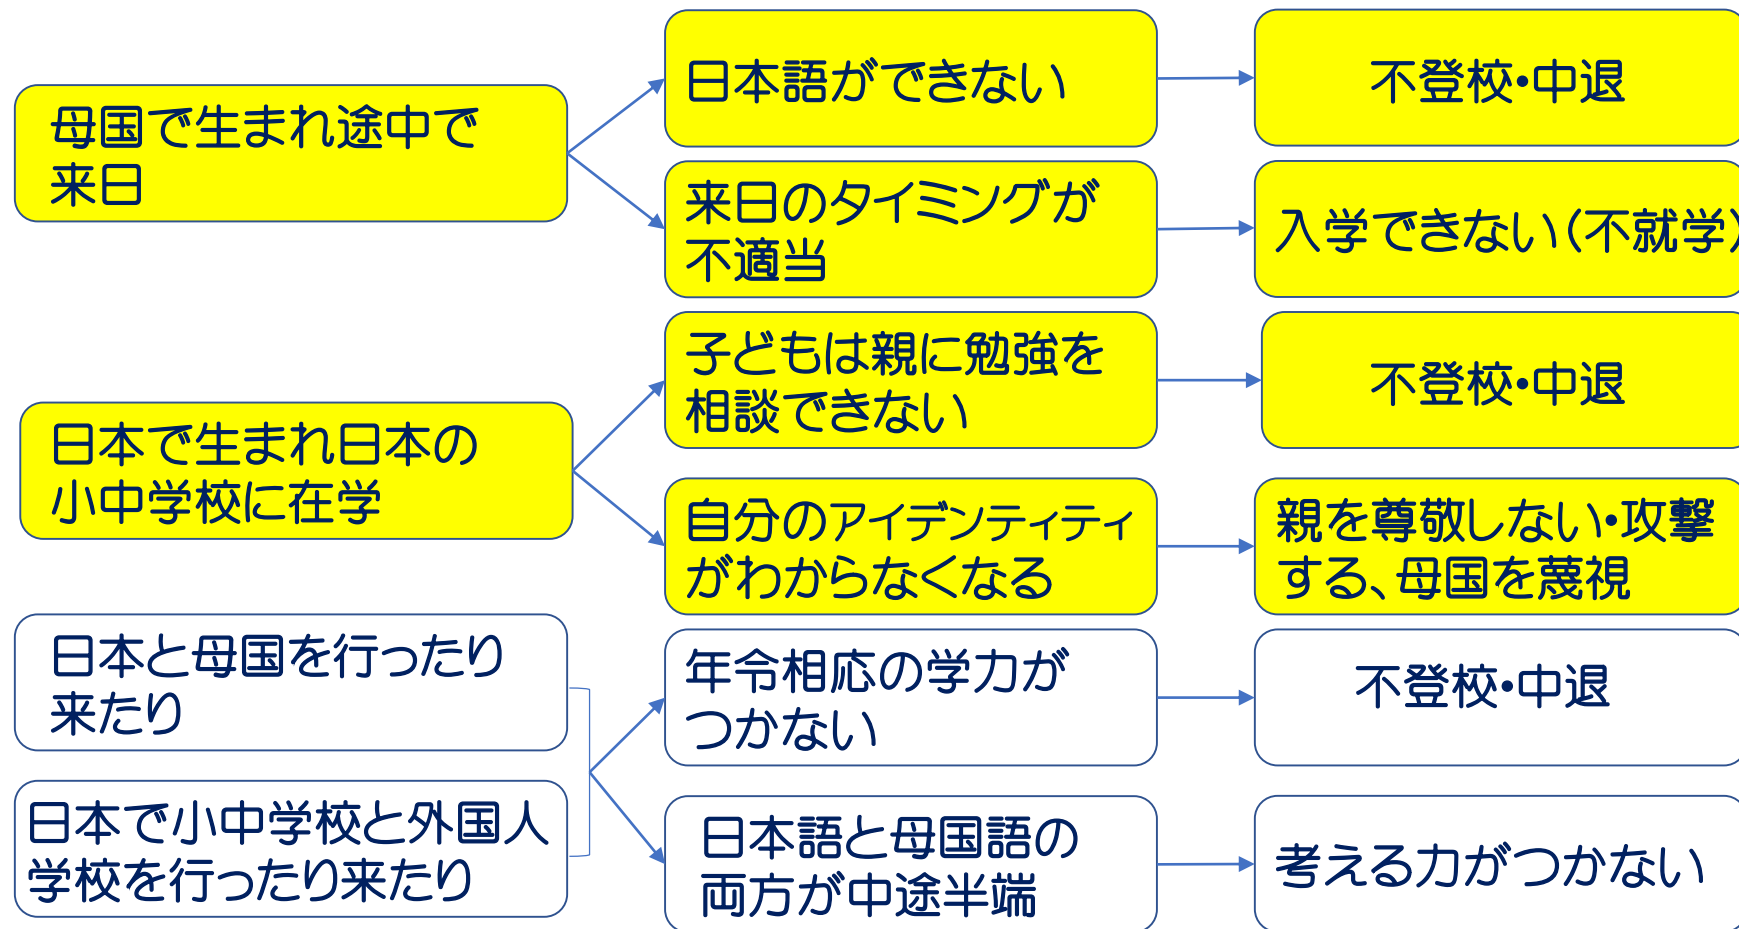 母国で生まれ途中で
来日
日本語ができない
不登校・中退
来日のタイミングが
不適当
入学できない(不就学)
日本で生まれ日本の
小中学校に在学
子どもは親に勉強を
相談できない
不登校・中退
自分のアイデンティティ
がわからなくなる
親を尊敬しない・攻撃
する、母国を蔑視
日本と母国を行ったり
来たり
日本で小中学校と外国人
学校を行ったり来たり
年令相応の学力が
つかない
不登校・中退
日本語と母国語の
両方が中途半端
考える力がつかない